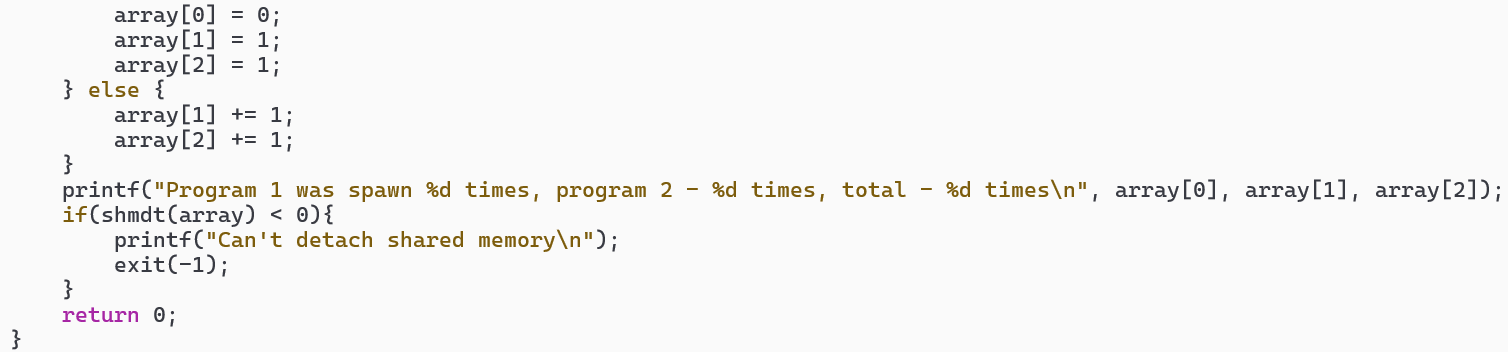 array[0] = 0;
array[1] = 1;
array[2] = 1;
} else {
array[1] += 1;
array[2] += 1;
}
printf("Program 1 was spawn %d times, program 2 - %d times, total - %d times\n", array[0], array[1], array[2]);
if(shmdt(array) < 0){
printf("Can't detach shared memory\n");
exit(-1);
}
return 0;
}